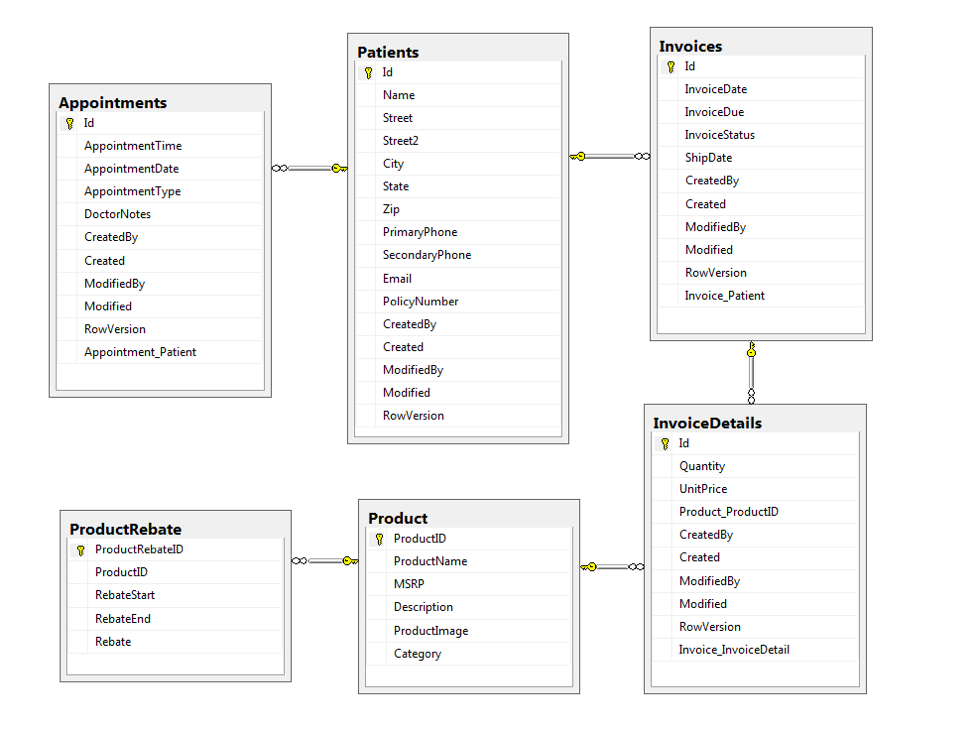 Appointments
Id
AppointmentTime
AppointmentDate
AppointmentType
DoctorNotes
CreatedBy
Created
ModifiedBy
Modified
RowVersion
Appointment_Patient
Patients
Id
Name
Street
Street2
City
State
Zip
PrimaryPhone
SecondaryPhone
Email
PolicyNumber
CreatedBy
Created
ModifiedBy
Modified
RowVersion
Invoices
Id
InvoiceDate
InvoiceDue
InvoiceStatus
ShipDate
CreatedBy
Created
ModifiedBy
Modified
RowVersion
Invoice_Patient
ProductRebate
ProductRebateID
ProductID
RebateStart
RebateEnd
Rebate
Product
ProductID
ProductName
MSRP
Description
ProductImage
Category
InvoiceDetails
Id
Quantity
UnitPrice
Product_ProductID
CreatedBy
Created
ModifiedBy
Modified
RowVersion
Invoice_InvoiceDetail